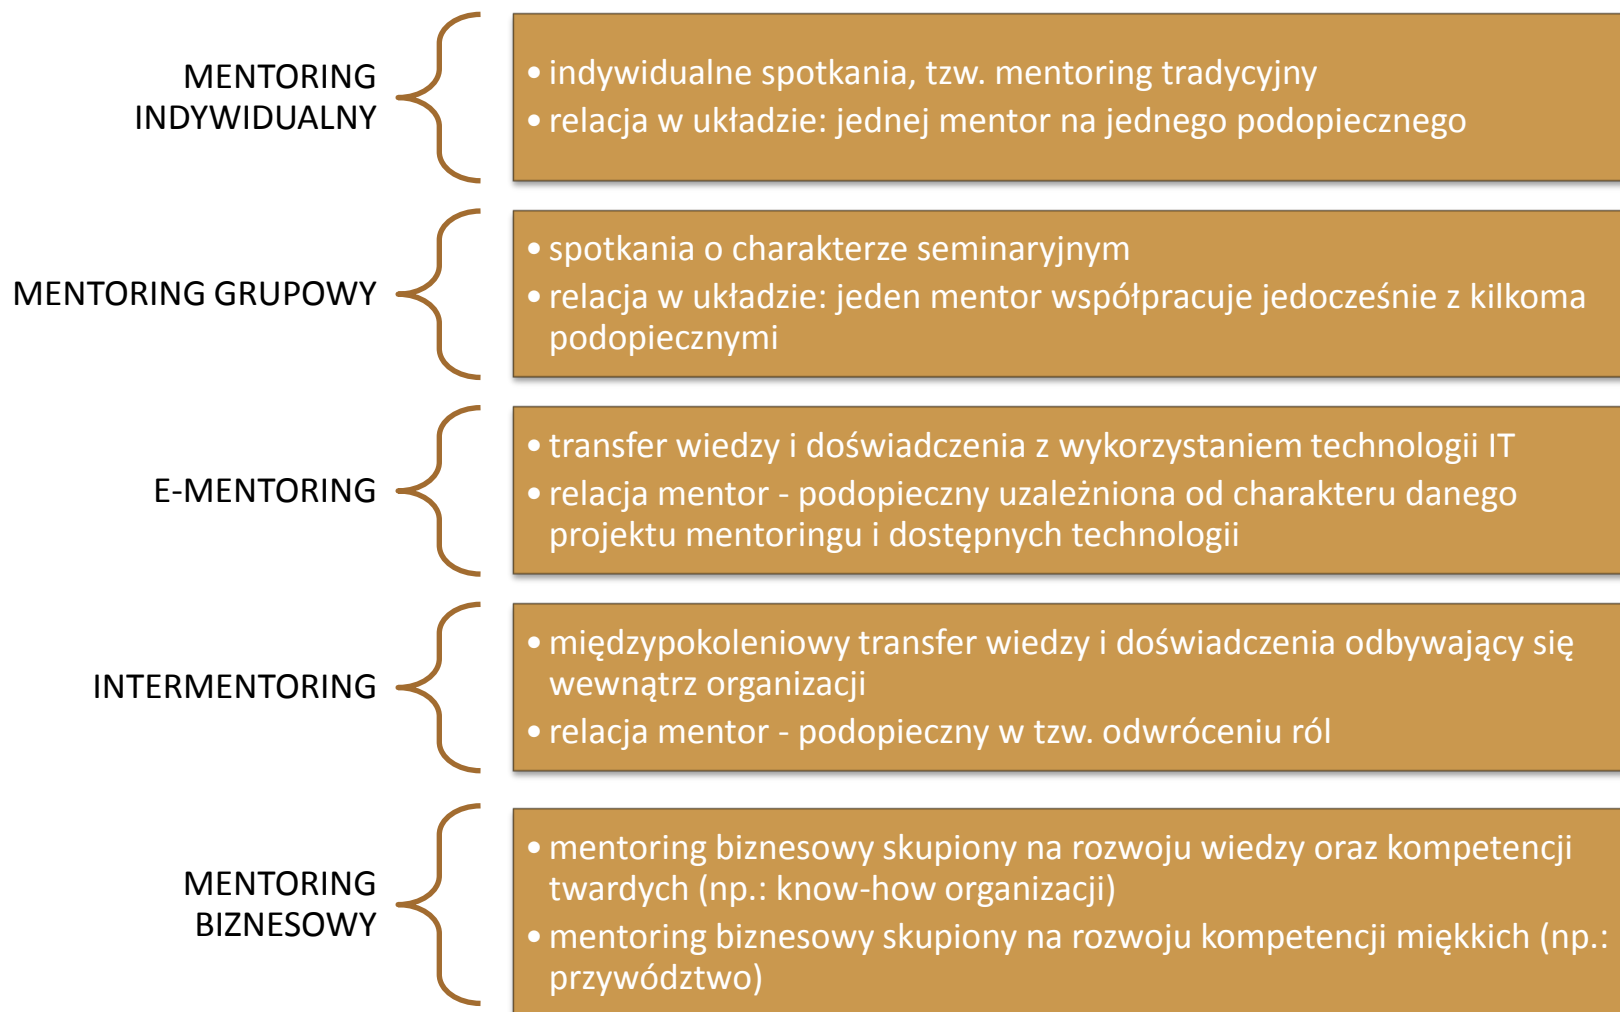 MENTORING
INDYWIDUALNY
• indywidualne spotkania, tzw. mentoring tradycyjny
• relacja w układzie: jednej mentor na jednego podopiecznego
MENTORING GRUPOWY
• spotkania o charakterze seminaryjnym
• relacja w układzie: jeden mentor współpracuje jedocześnie z kilkoma
podopiecznymi
E-MENTORING
• transfer wiedzy i doświadczenia z wykorzystaniem technologii IT
• relacja mentor - podopieczny uzależniona od charakteru danego
projektu mentoringu i dostępnych technologii
INTERMENTORING
• międzypokoleniowy transfer wiedzy i doświadczenia odbywający się
wewnątrz organizacji
• relacja mentor - podopieczny w tzw. odwróceniu ról
MENTORING
BIZNESOWY
• mentoring biznesowy skupiony na rozwoju wiedzy oraz kompetencji
twardych (np.: know-how organizacji)
• mentoring biznesowy skupiony na rozwoju kompetencji miękkich (np.:
przywództwo)